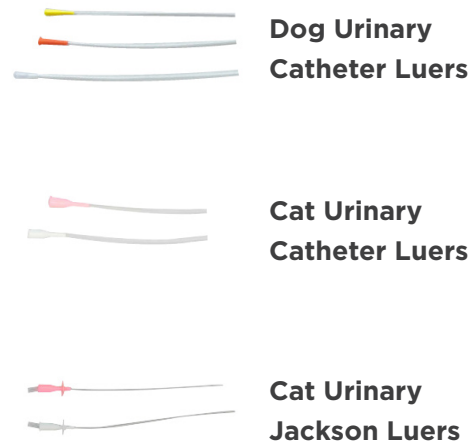 Dog Urinary
Catheter Luers
Cat Urinary
Catheter Luers
Cat Urinary
Jackson Luers